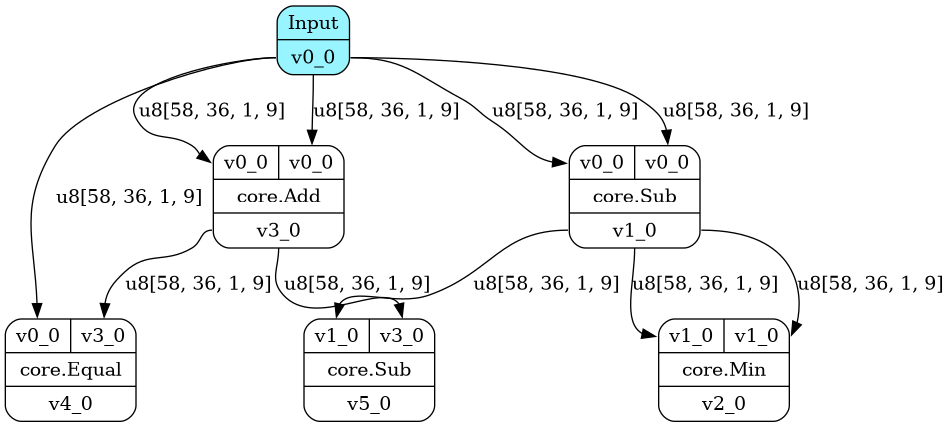 Input
v0_0
u8[58, 36, 1, 9]
u8[58, 36, 1, 9]
u8[58, 36, 1, 9]
u8[58, 36, 1, 9]
u8[58, 36, 1, 9]
v0_0 v0_0
core.Add
v3_0
v0_0 v0_0
core.Sub
v1_0
u8[58, 36, 1, 9]
u8[58, 36, 1, 9]
u8[58, 36, 1, 9]
u8[58, 36, 1, 9]
u8[58, 36, 1, 9]
v0_0 v3_0
core.Equal
v4_0
v1_0 v3_0
core.Sub
v5_0
v1_0 v1_0
core.Min
v2_0